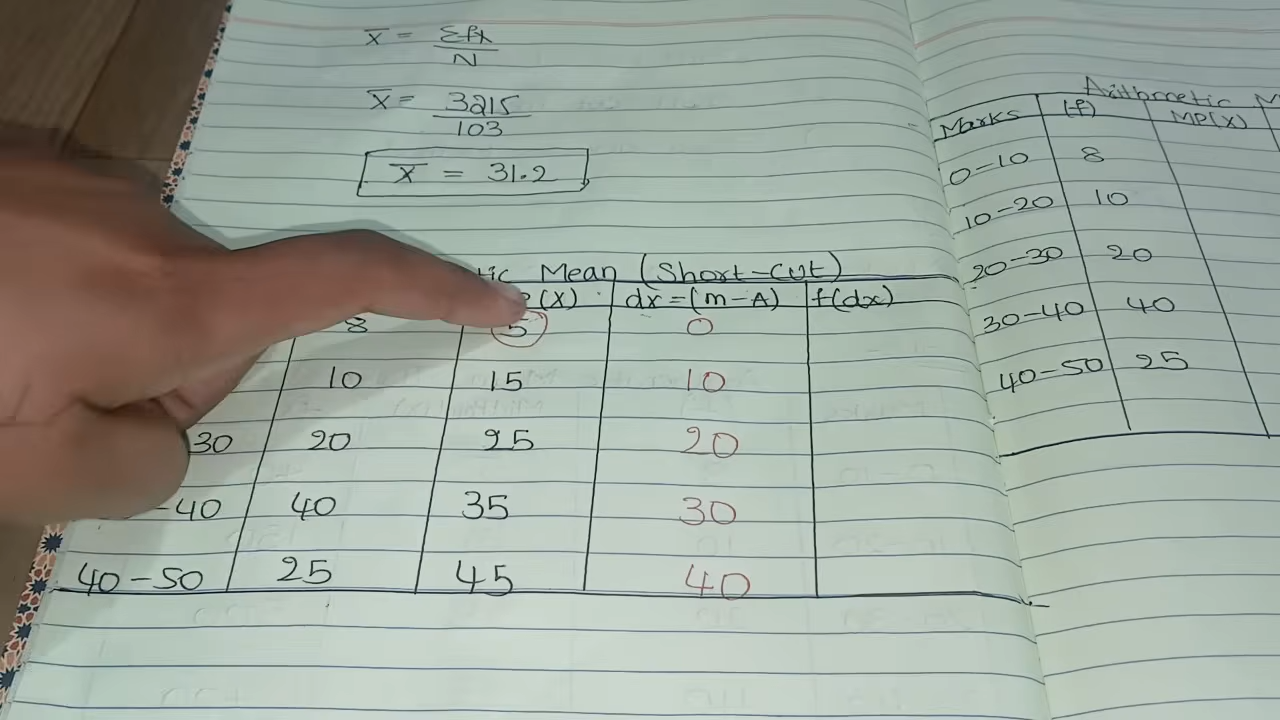 x̄ = Σfx
N
x̄ = 3215
103
x̄ = 31.2
Mean (Short-Cut)
(X) dx=(m-A) f(dx)
8 5 0
10 15 10
30 20 25 20
-40 40 35 30
40-50 25 45 40
Arithmetic M
Marks (f) MP(X)
0-10 8
10-20 10
20-30 20
30-40 40
40-50 25